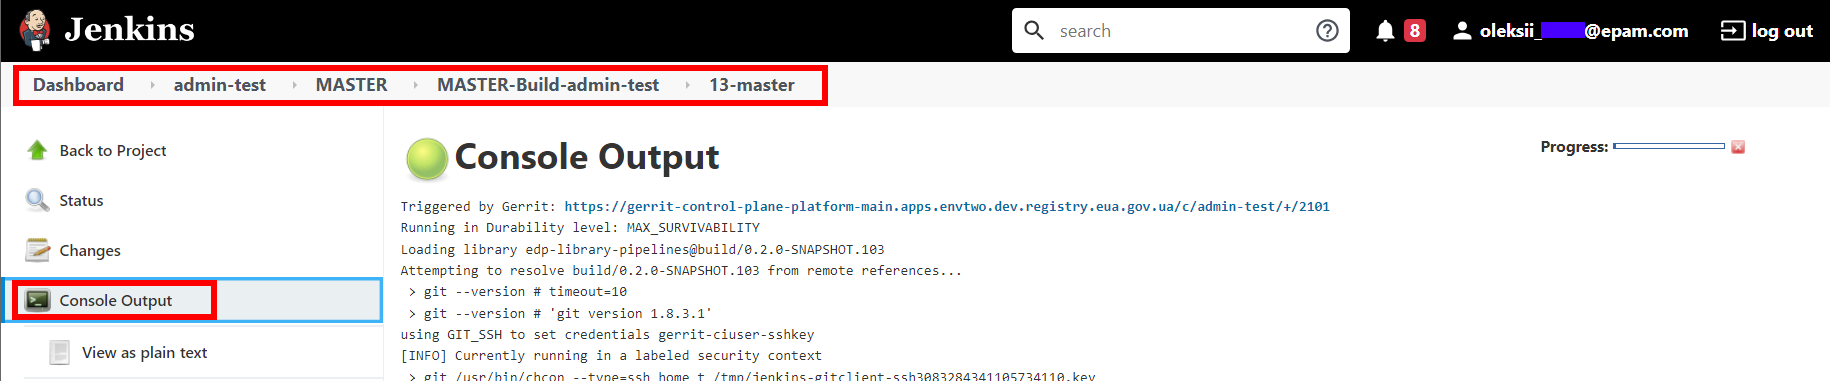 Jenkins
search
8
oleksii_ @epam.com
log out
Dashboard admin-test MASTER MASTER-Build-admin-test 13-master
Back to Project
Status
Changes
Console Output
View as plain text
Console Output
Progress:
Triggered by Gerrit: https://gerrit-control-plane-platform-main.apps.envtwo.dev.registry.eua.gov.ua/c/admin-test/+/2101
Running in Durability level: MAX_SURVIVABILITY
Loading library edp-library-pipelines@build/0.2.0-SNAPSHOT.103
Attempting to resolve build/0.2.0-SNAPSHOT.103 from remote references...
> git --version # timeout=10
> git --version # 'git version 1.8.3.1'
using GIT_SSH to set credentials gerrit-ciuser-sshkey
[INFO] Currently running in a labeled security context
> git /usr/bin/chcon --type=ssh_home_t /tmp/jenkins-gitclient-ssh3083284341105734110.key